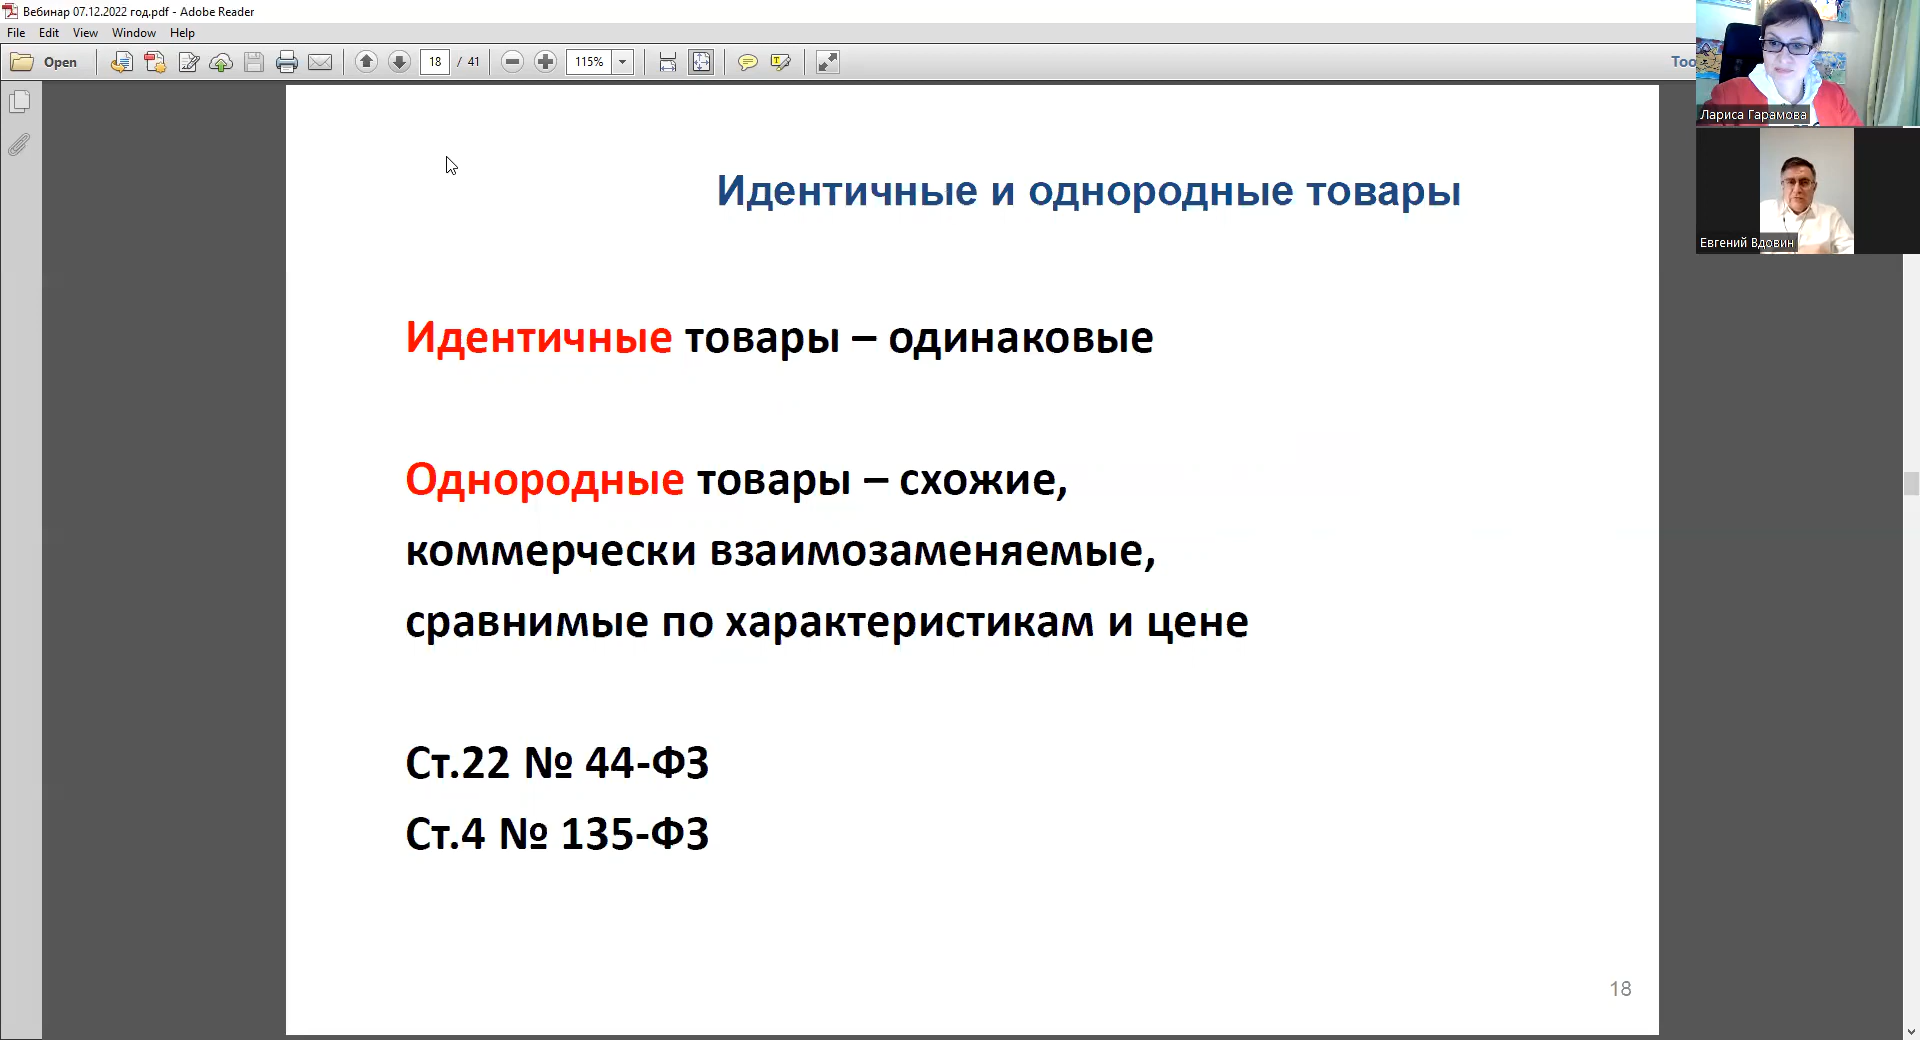 Вебинар 07.12.2022 год.pdf - Adobe Reader
File Edit View Window Help
Open 18 / 41 115%
Лариса Гарамова
Евгений Вдовин
Идентичные и однородные товары
Идентичные товары – одинаковые
Однородные товары – схожие,
коммерчески взаимозаменяемые,
сравнимые по характеристикам и цене
Ст.22 № 44-ФЗ
Ст.4 № 135-ФЗ
18